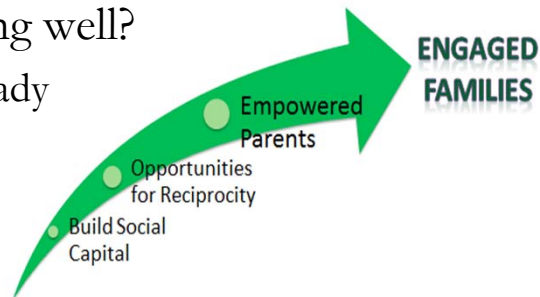 ng well?
ady
ENGAGED
FAMILIES
Empowered
Parents
Opportunities
for Reciprocity
Build Social
Capital